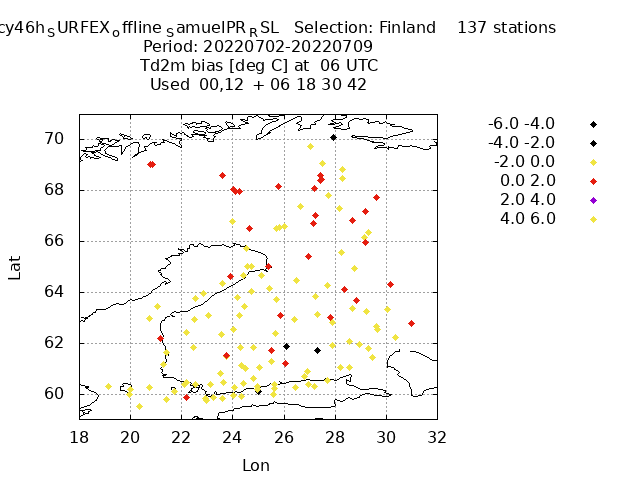 cy46h_SURFEX_offline_SamuelPR_RSL Selection: Finland 137 stations
Period: 20220702-20220709
Td2m bias [deg C] at 06 UTC
Used 00,12 + 06 18 30 42
-6.0 -4.0
-4.0 -2.0
-2.0 0.0
0.0 2.0
2.0 4.0
4.0 6.0
70
68
66
64
62
60
Lat
18 20 22 24 26 28 30 32
Lon